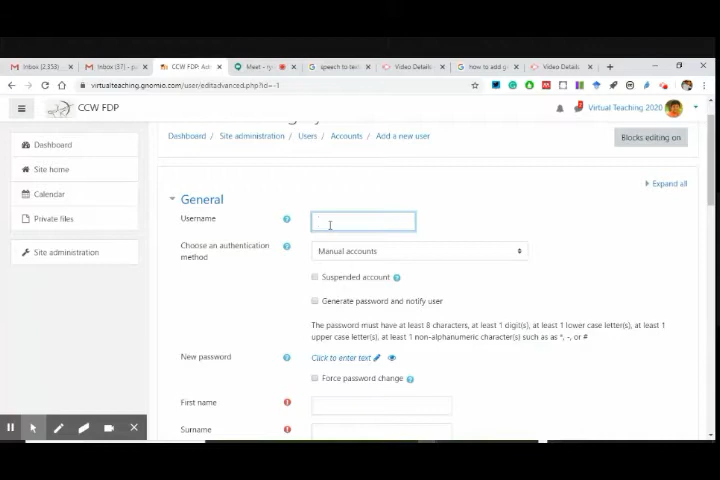 Inbox (2,353)
Inbox (37) - p
CCW FDP: Ad
Meet - ry
speech to tex
Video Details
how to add g
Video Details
virtualteaching.gnomio.com/user/editadvanced.php?id=-1
CCW FDP
Virtual Teaching 2020
Dashboard / Site administration / Users / Accounts / Add a new user
Blocks editing on
Dashboard
Site home
Calendar
Private files
Site administration
Expand all
General
Username
Choose an authentication
method
Manual accounts
Suspended account
Generate password and notify user
The password must have at least 8 characters, at least 1 digit(s), at least 1 lower case letter(s), at least 1
upper case letter(s), at least 1 non-alphanumeric character(s) such as as *, -, or #
New password
Click to enter text
Force password change
First name
Surname